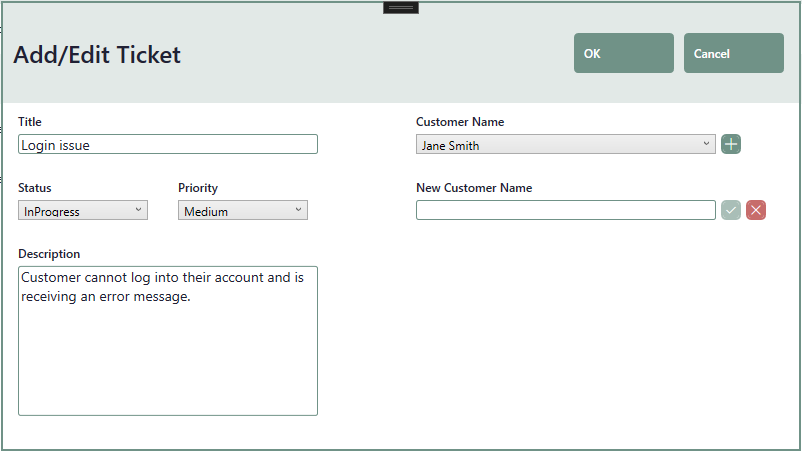 Add/Edit Ticket
OK
Cancel
Title
Login issue
Customer Name
Jane Smith
Status
Priority
InProgress
Medium
New Customer Name
Description
Customer cannot log into their account and is
receiving an error message.